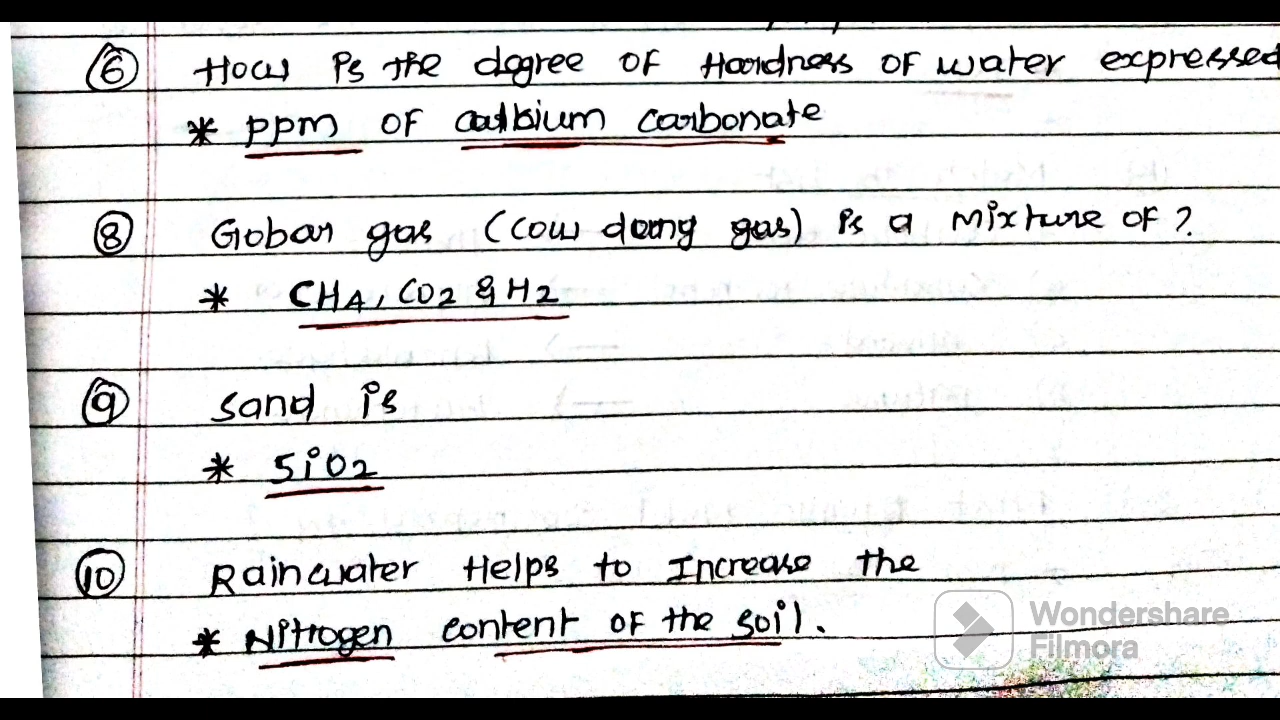 6 How is the degree of Hardness of water expressed
* ppm of calbium carbonate
8 Gobar gas (cow dung gas) is a mixture of ?
* CH4, CO2 & H2
9 Sand is
* SiO2
10 Rainwater Helps to Increase the
* Nitrogen content of the soil.
Wondershare
Filmora